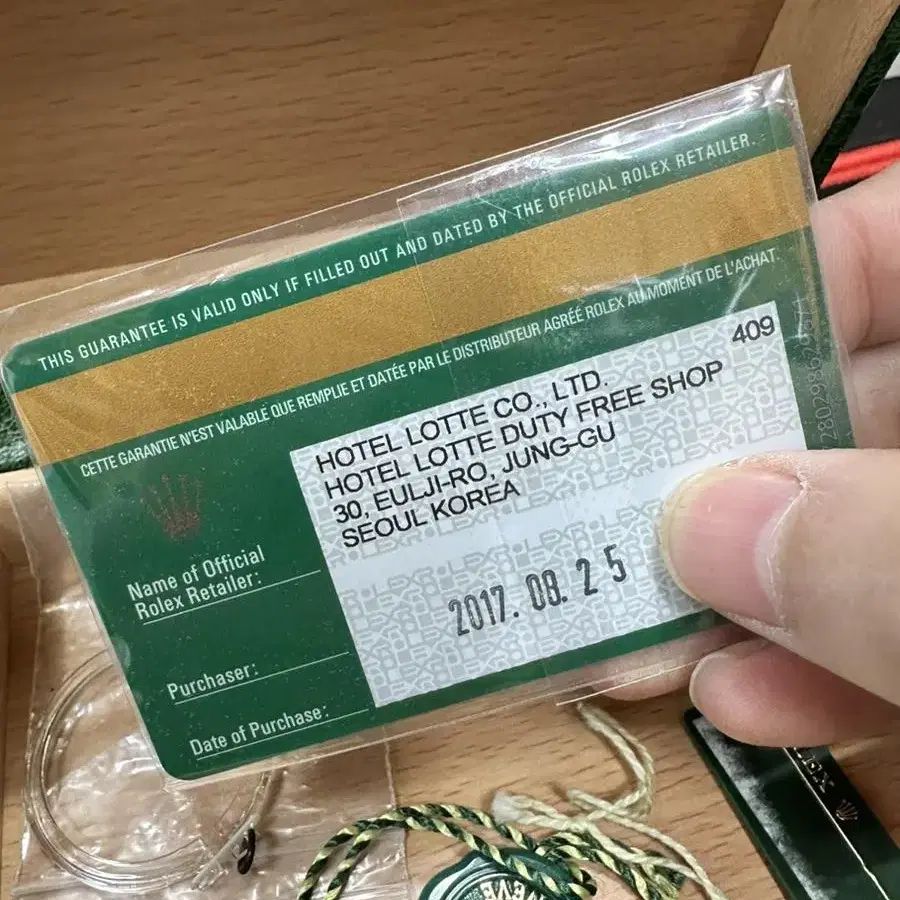 THIS GUARANTEE IS VALID ONLY IF FILLED OUT AND DATED BY THE OFFICIAL ROLEX RETAILER.
CETTE GARANTIE N'EST VALABLE QUE REMPLIE ET DATÉE PAR LE DISTRIBUTEUR AGRÉÉ ROLEX AU MOMENT DE L'ACHAT.
409
HOTEL LOTTE CO., LTD.
HOTEL LOTTE DUTY FREE SHOP
30, EULJI-RO, JUNG-GU
SEOUL KOREA
Name of Official
Rolex Retailer:
2017. 08. 2 5
Purchaser:
Date of Purchase: